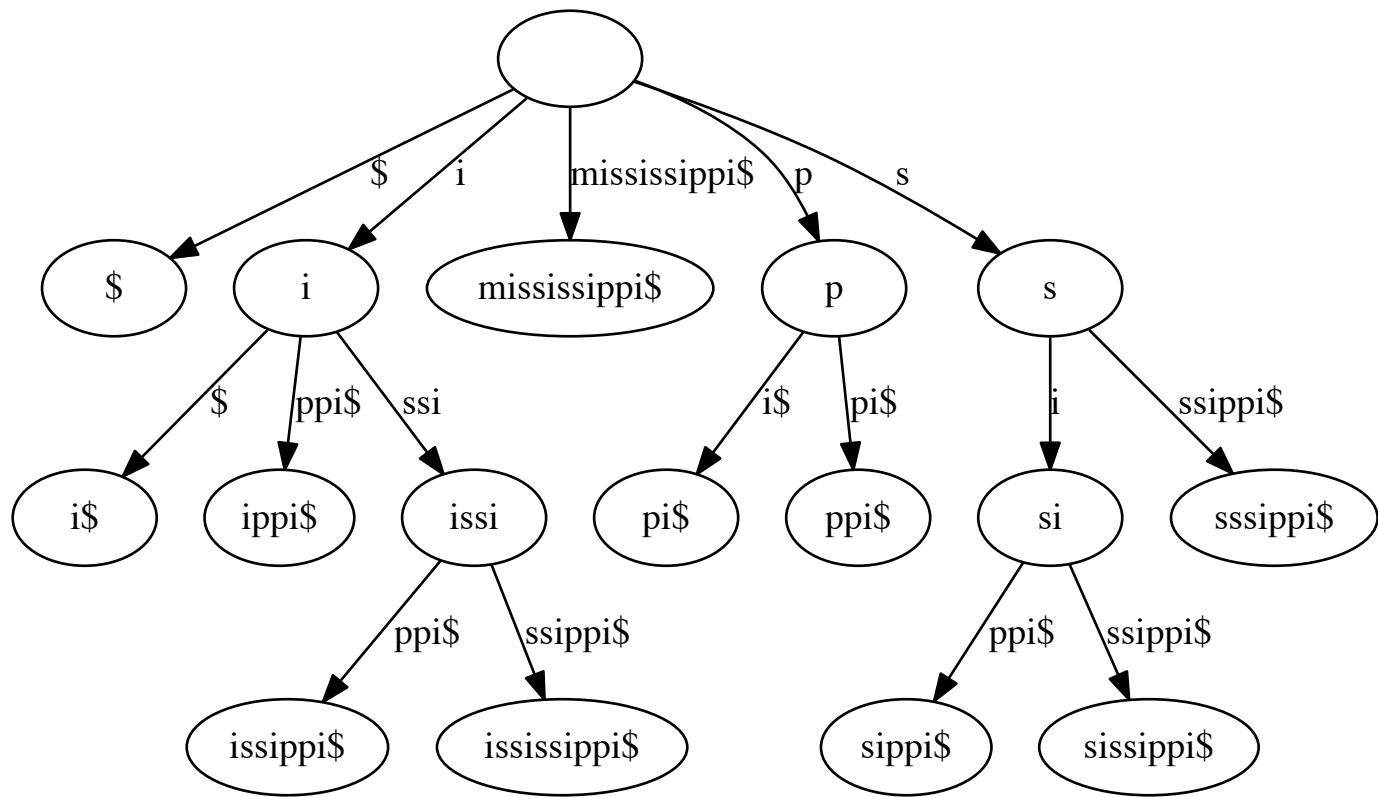 $ i mississippi$ p s
$ i mississippi$ p s
$ ppi$ ssi i$ pi$ i ssippi$
i$ ippi$ issi pi$ ppi$ si sssippi$
ppi$ ssippi$ ppi$ ssippi$
issippi$ ississippi$ sippi$ sissippi$